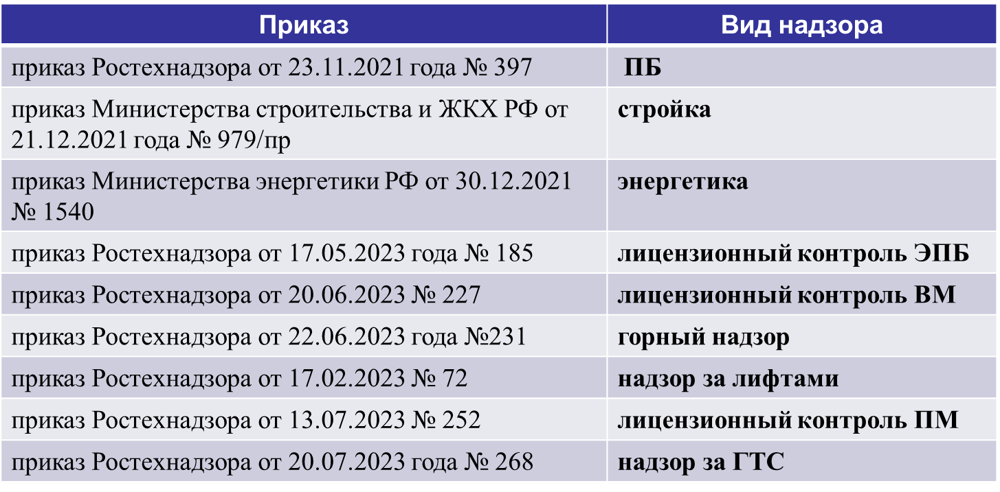 Приказ
Вид надзора
приказ Ростехнадзора от 23.11.2021 года № 397
ПБ
приказ Министерства строительства и ЖКХ РФ от
21.12.2021 года № 979/пр
стройка
приказ Министерства энергетики РФ от 30.12.2021
№ 1540
энергетика
приказ Ростехнадзора от 17.05.2023 года № 185
лицензионный контроль ЭПБ
приказ Ростехнадзора от 20.06.2023 № 227
лицензионный контроль ВМ
приказ Ростехнадзора от 22.06.2023 года №231
горный надзор
приказ Ростехнадзора от 17.02.2023 № 72
надзор за лифтами
приказ Ростехнадзора от 13.07.2023 № 252
лицензионный контроль ПМ
приказ Ростехнадзора от 20.07.2023 года № 268
надзор за ГТС